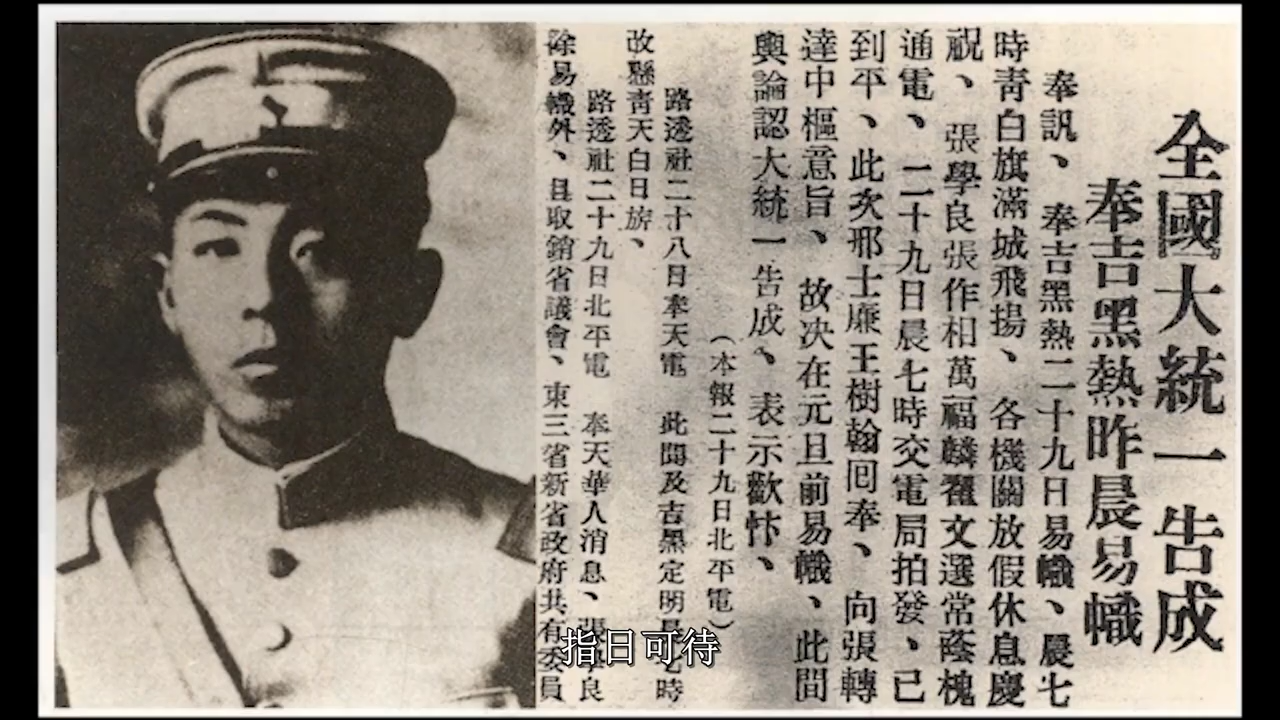 全國大統一告成
奉吉黑熱昨晨易幟
奉訊、奉吉黑熱二十九日易幟、晨七
時靑白旗滿城飛揚、各機關放假休息慶
祝、張學良張作相萬福麟翟文選常蔭槐
通電、二十九日晨七時交電局拍發、已
到平、此次邢士廉王樹翰囘奉、向張轉
達中樞意旨、故决在元旦前易幟、此間
輿論認大統一告成、表示歡忭、
（本報二十九日北平電）
路透社二十八日奉天電 此間及吉黑定明晨七時
改懸靑天白日旂、
路透社二十九日北平電 奉天華人消息、張學良
除易幟外、且取銷省議會、東三省新省政府共有委員
指日可待